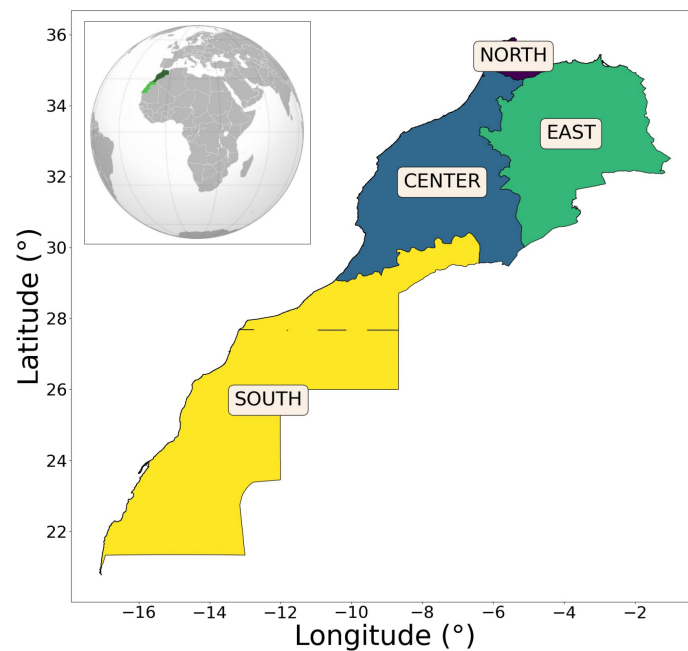 36
34
32
30
28
26
24
22
Latitude (°)
NORTH
EAST
CENTER
SOUTH
−16 −14 −12 −10 −8 −6 −4 −2
Longitude (°)